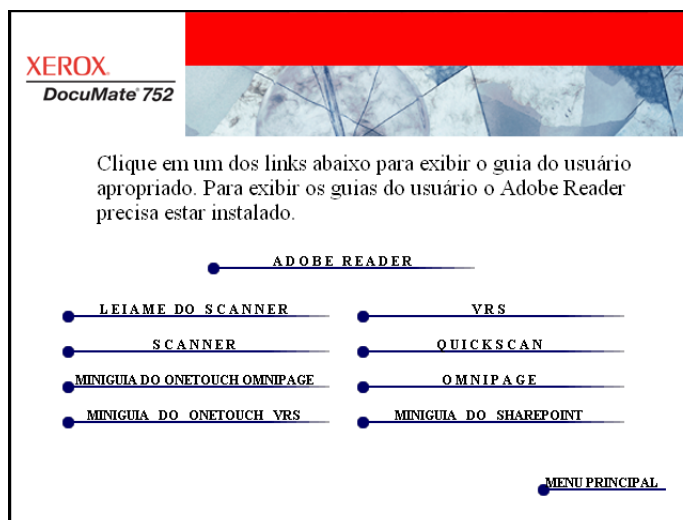 XEROX.
DocuMate® 752
Clique em um dos links abaixo para exibir o guia do usuário
apropriado. Para exibir os guias do usuário o Adobe Reader
precisa estar instalado.
ADOBE READER
LEIAME DO SCANNER
VRS
SCANNER
QUICKSCAN
MINIGUIA DO ONETOUCH OMNIPAGE
OMNIPAGE
MINIGUIA DO ONETOUCH VRS
MINIGUIA DO SHAREPOINT
MENU PRINCIPAL